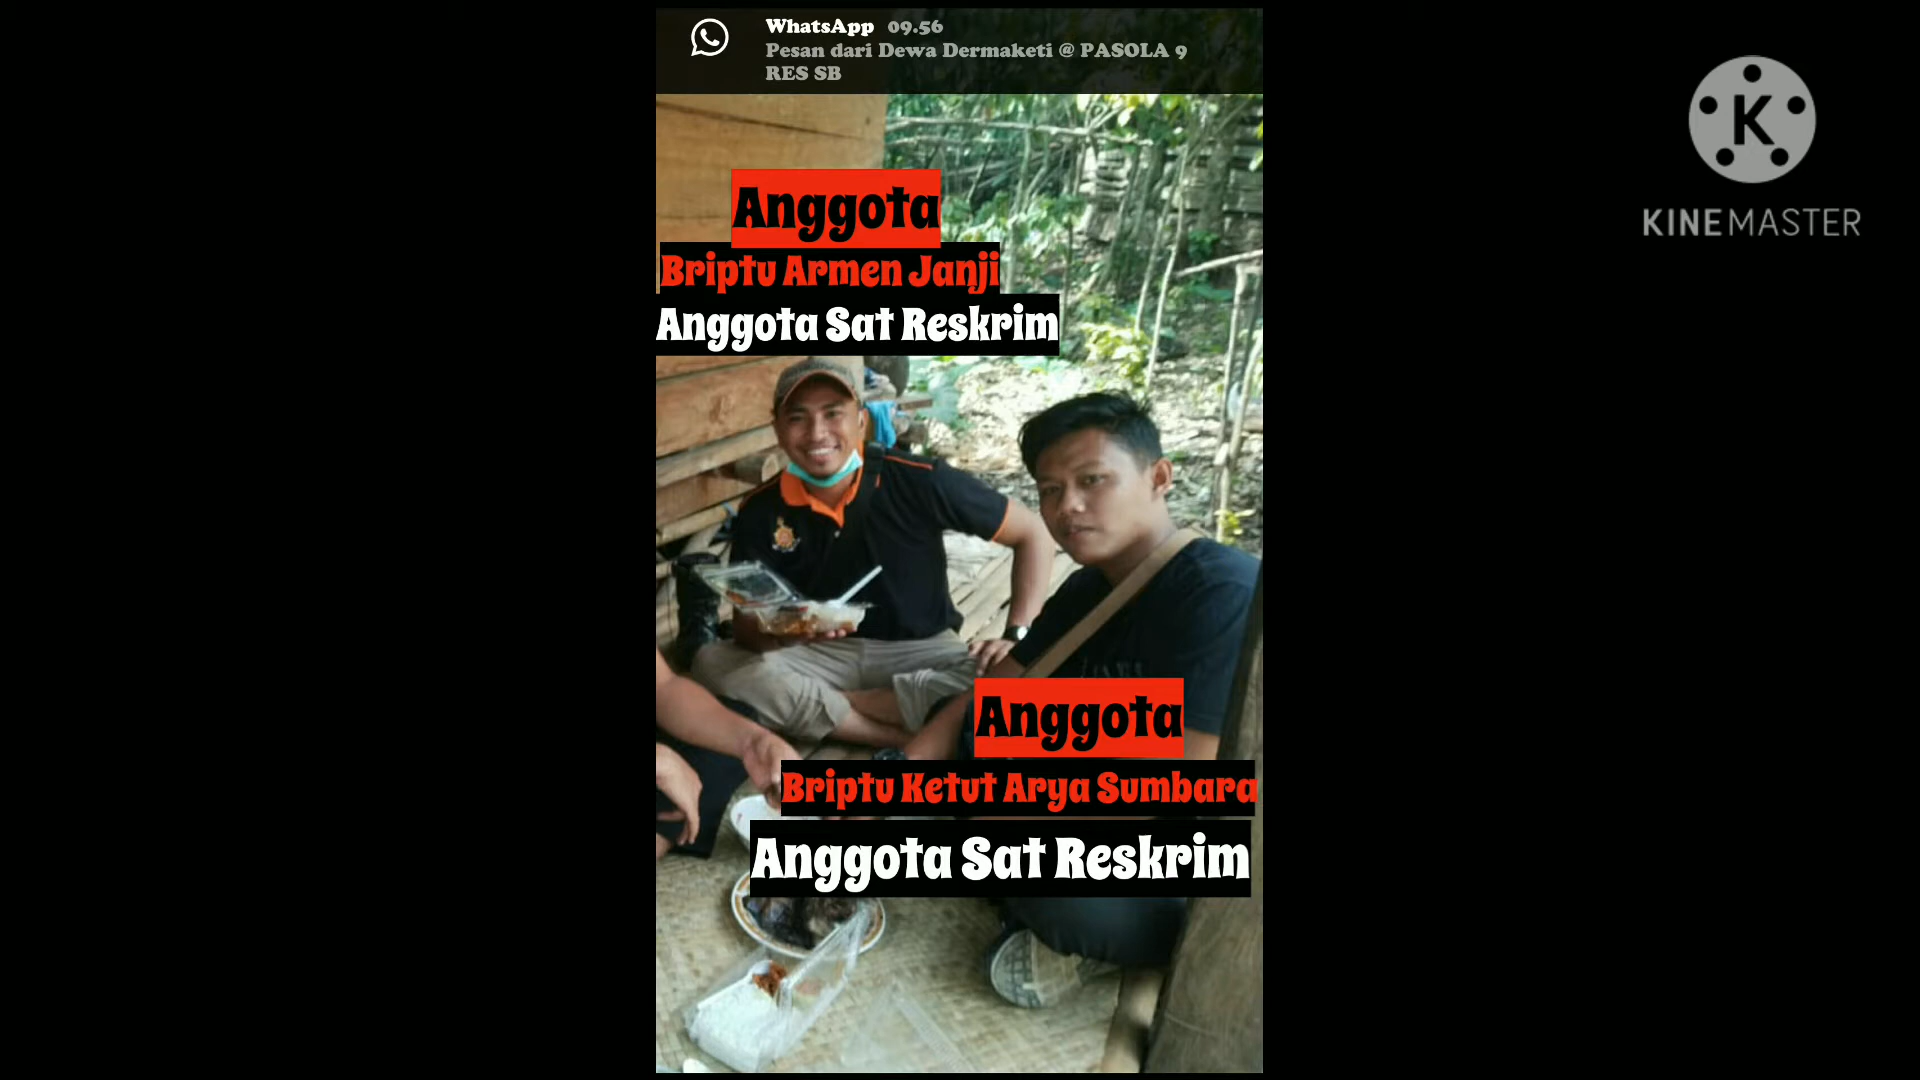 WhatsApp 09.56
Pesan dari Dewa Dermaketi @ PASOLA 9
RES SB
KINEMASTER
Anggota
Briptu Armen Janji
Anggota Sat Reskrim
Anggota
Briptu Ketut Arya Sumbara
Anggota Sat Reskrim